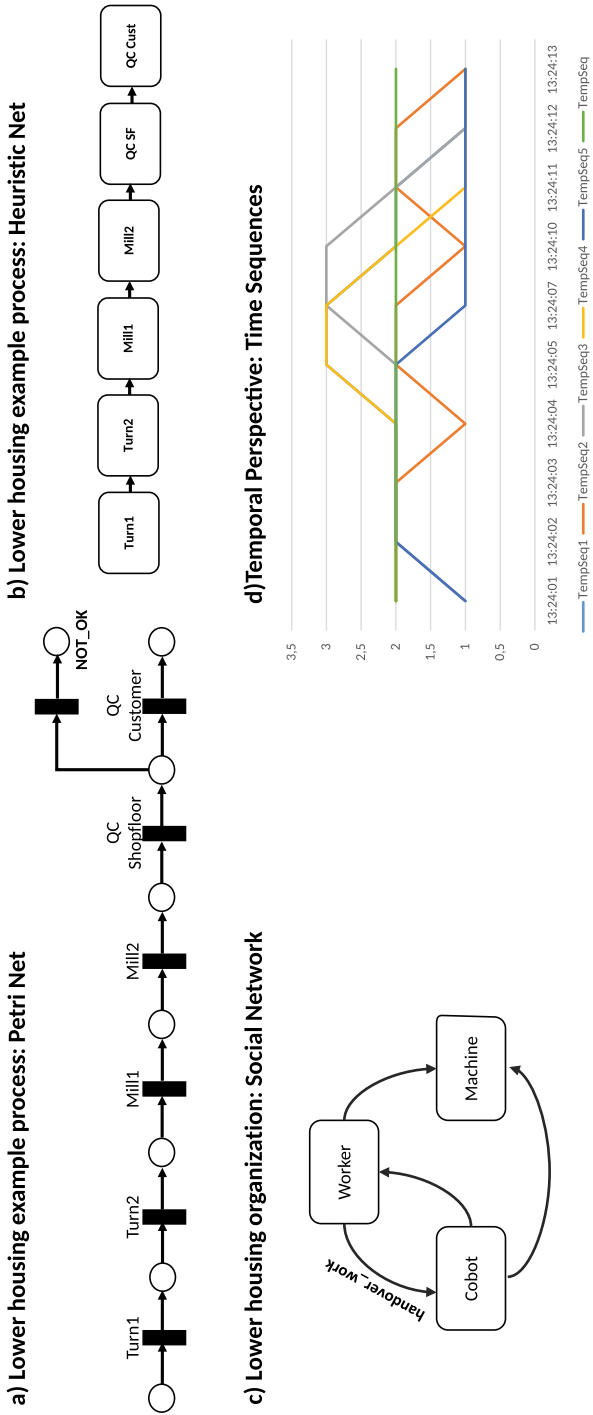 a) Lower housing example process: Petri Net
Turn1
Turn2
Mill1
Mill2
QC
Shopfloor
QC
Customer
NOT_OK
b) Lower housing example process: Heuristic Net
Turn1
Turn2
Mill1
Mill2
QC SF
QC Cust
c) Lower housing organization: Social Network
Worker
handover_work
Cobot
Machine
d)Temporal Perspective: Time Sequences
3,5
3
2,5
2
1,5
1
0,5
0
13:24:01 13:24:02 13:24:03 13:24:04 13:24:05 13:24:07 13:24:10 13:24:11 13:24:12 13:24:13
TempSeq1 TempSeq2 TempSeq3 TempSeq4 TempSeq5 TempSeq